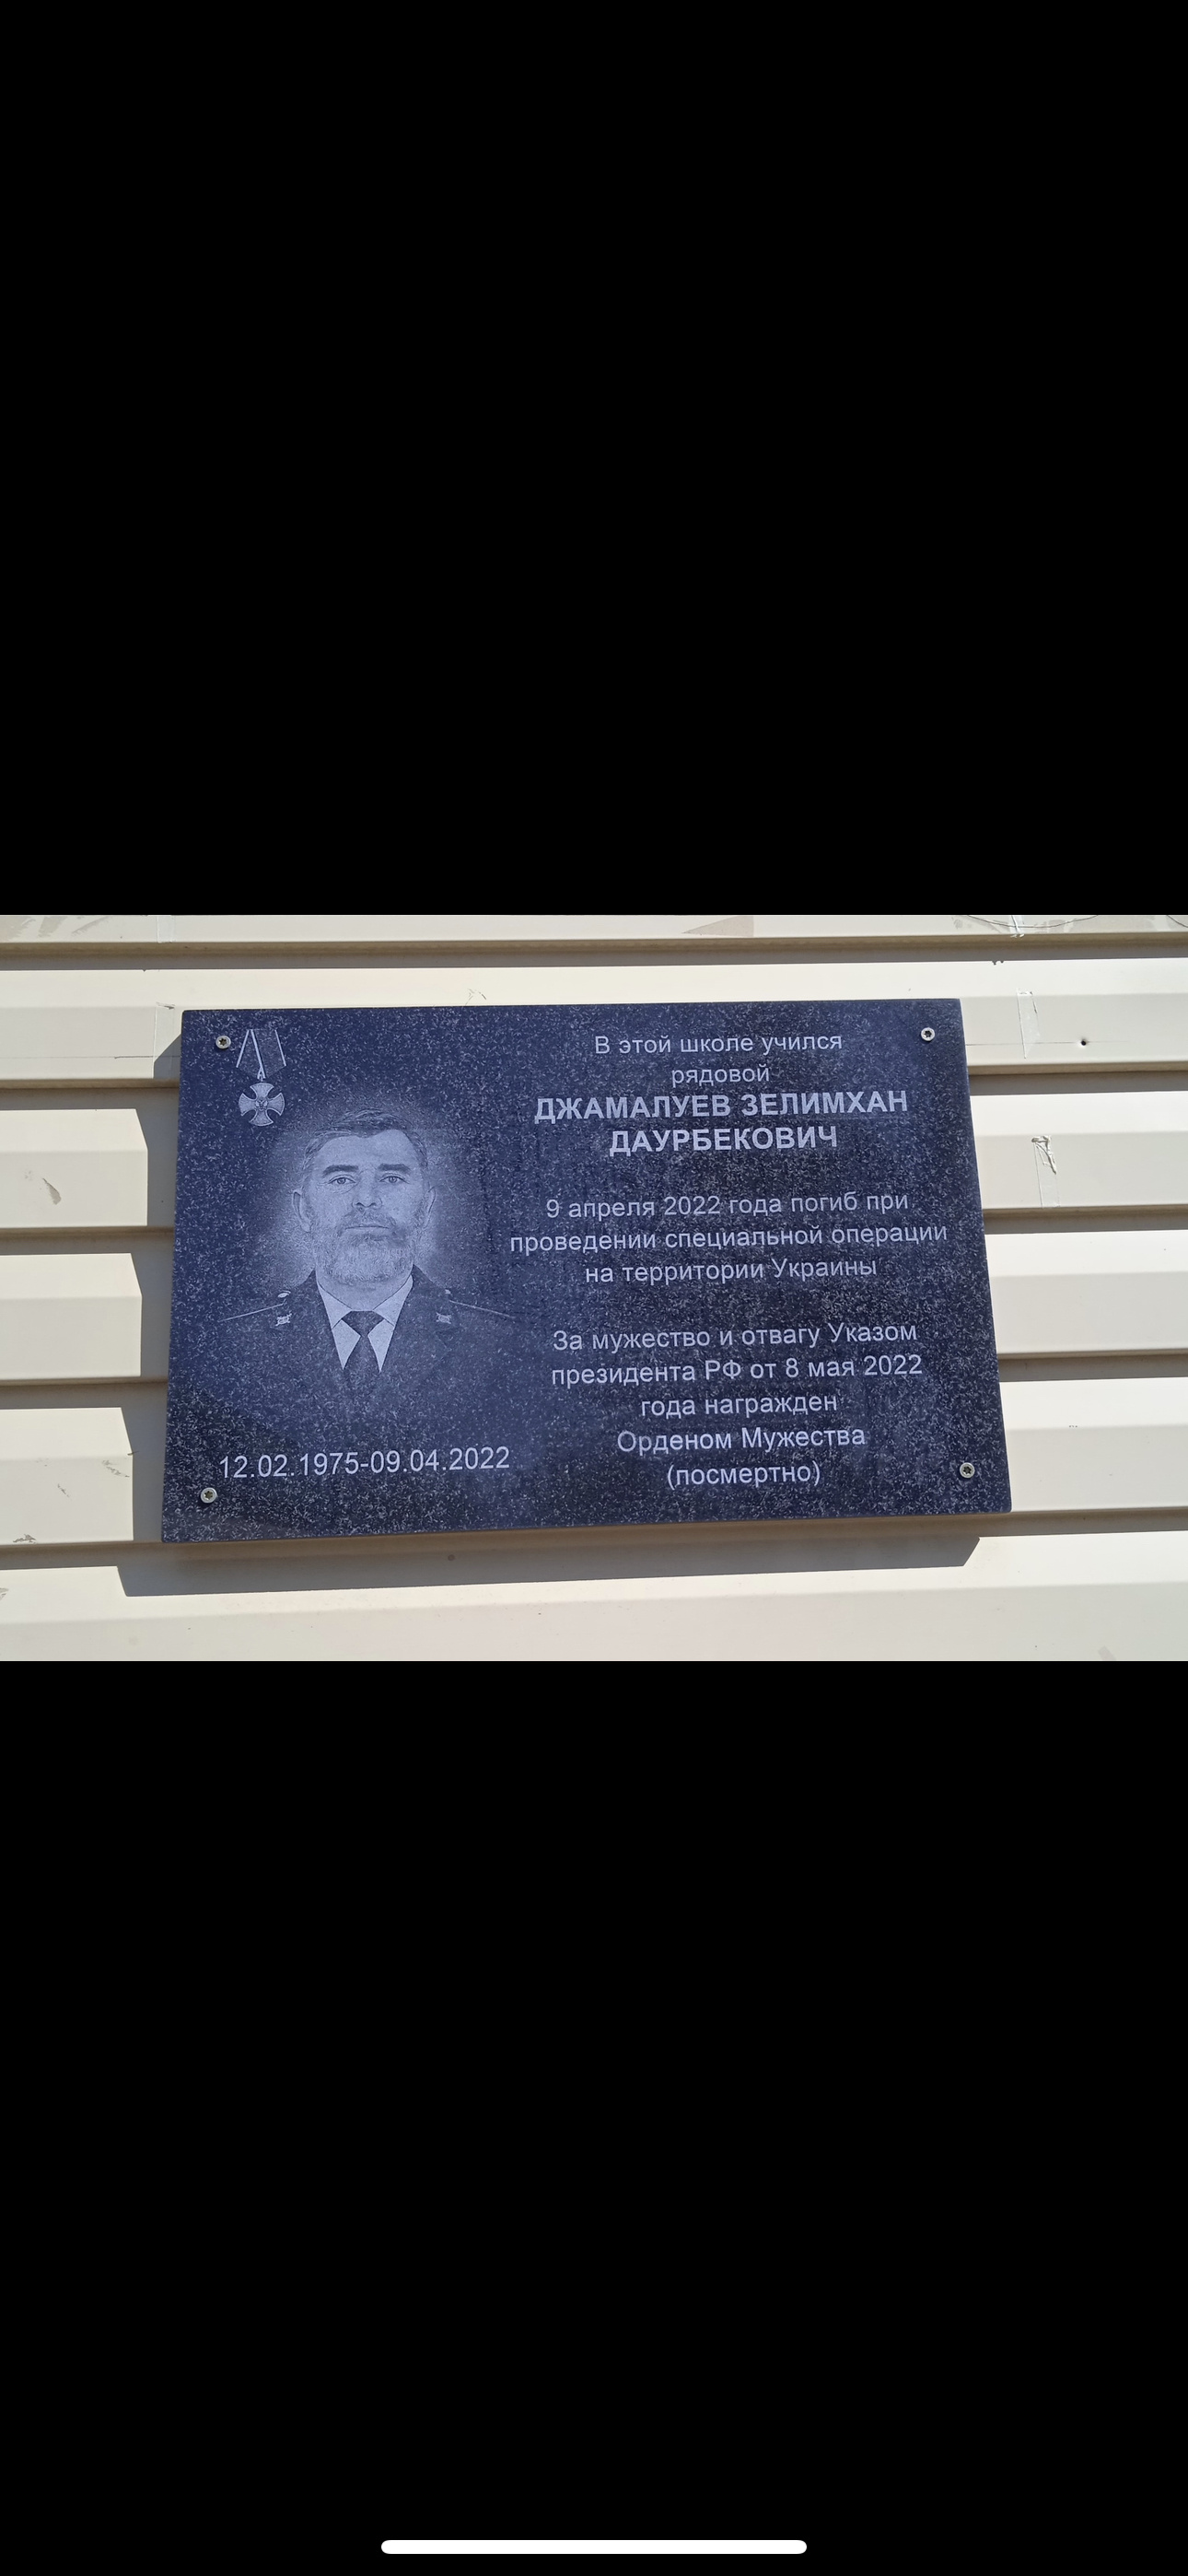 В этой школе учился
рядовой
ДЖАМАЛУЕВ ЗЕЛИМХАН
ДАУРБЕКОВИЧ
9 апреля 2022 года погиб при
проведении специальной операции
на территории Украины
За мужество и отвагу Указом
президента РФ от 8 мая 2022
года награжден
Орденом Мужества
(посмертно)
12.02.1975-09.04.2022